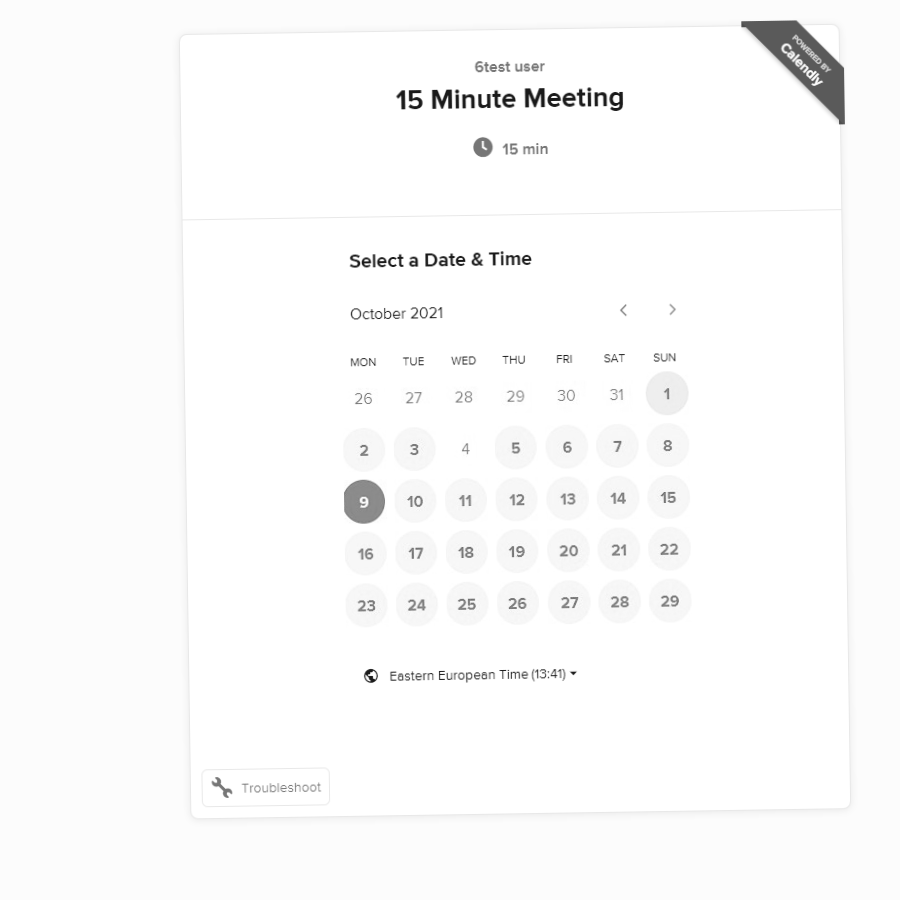 POWERED BY
Calendly
6test user
15 Minute Meeting
15 min
Select a Date & Time
October 2021
MON TUE WED THU FRI SAT SUN
26 27 28 29 30 31 1
2 3 4 5 6 7 8
9 10 11 12 13 14 15
16 17 18 19 20 21 22
23 24 25 26 27 28 29
Eastern European Time (13:41)
Troubleshoot